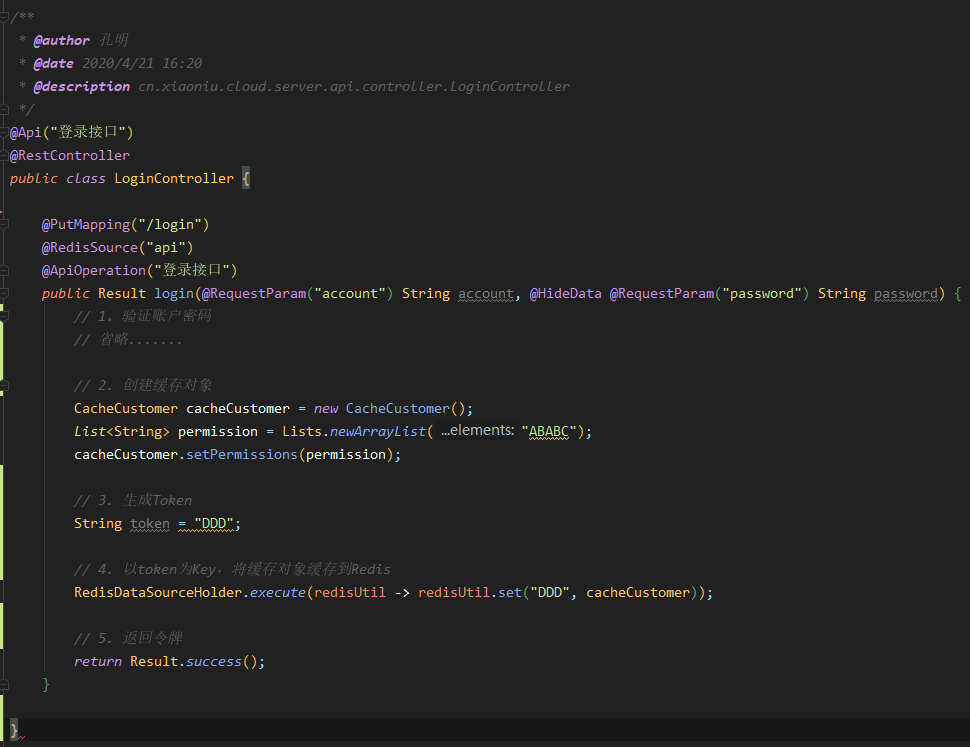 /**
 * @author 孔明
 * @date 2020/4/21 16:20
 * @description cn.xiaoniu.cloud.server.api.controller.LoginController
 */
@Api("登录接口")
@RestController
public class LoginController {
@PutMapping("/login")
@RedisSource("api")
@ApiOperation("登录接口")
public Result login(@RequestParam("account") String account, @HideData @RequestParam("password") String password) {
// 1. 验证账户密码
// 省略.......
// 2. 创建缓存对象
CacheCustomer cacheCustomer = new CacheCustomer();
List<String> permission = Lists.newArrayList( ...elements: "ABABC");
cacheCustomer.setPermissions(permission);
// 3. 生成Token
String token = "DDD";
// 4. 以token为Key，将缓存对象缓存到Redis
RedisDataSourceHolder.execute(redisUtil -> redisUtil.set("DDD", cacheCustomer));
// 5. 返回令牌
return Result.success();
}
}